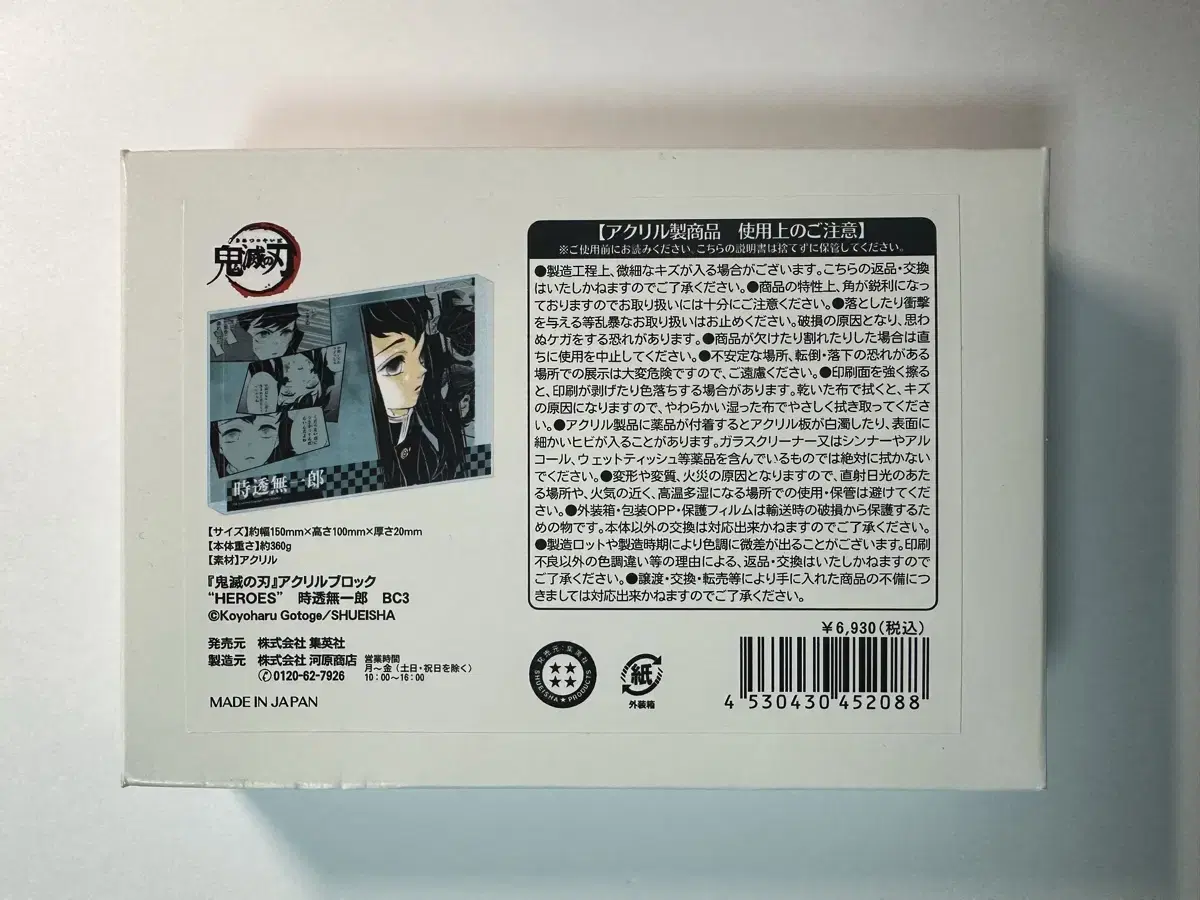 きめつのやいば
鬼滅の刃
時透無一郎
【サイズ】約幅150mm×高さ100mm×厚さ20mm
【本体重さ】約360g
【素材】アクリル
『鬼滅の刃』アクリルブロック
“HEROES” 時透無一郎 BC3
©Koyoharu Gotoge/SHUEISHA
発売元 株式会社 集英社
製造元 株式会社 河原商店
0120-62-7926
営業時間
月～金（土日・祝日を除く）
10：00～16：00
MADE IN JAPAN
【アクリル製商品 使用上のご注意】
※ご使用前にお読みください。こちらの説明書は捨てずに保管してください。
●製造工程上、微細なキズが入る場合がございます。こちらの返品・交換
はいたしかねますのでご了承ください。●商品の特性上、角が鋭利になっ
ておりますのでお取り扱いには十分にご注意ください。●落としたり衝撃
を与える等乱暴なお取り扱いはお止めください。破損の原因となり、思わ
ぬケガをする恐れがあります。●商品が欠けたり割れたりした場合は直
ちに使用を中止してください。●不安定な場所、転倒・落下の恐れがある
場所での展示は大変危険ですので、ご遠慮ください。●印刷面を強く擦る
と、印刷が剥げたり色落ちする場合があります。乾いた布で拭くと、キズ
の原因になりますので、やわらかい湿った布でやさしく拭き取ってくださ
い。●アクリル製品に薬品が付着するとアクリル板が白濁したり、表面に
細かいヒビが入ることがあります。ガラスクリーナー又はシンナーやアル
コール、ウェットティッシュ等薬品を含んでいるものでは絶対に拭かない
でください。●変形や変質、火災の原因となりますので、直射日光のあた
る場所や、火気の近く、高温多湿になる場所での使用・保管は避けてくだ
さい。●外装箱・包装OPP・保護フィルムは輸送時の破損から保護するた
めの物です。本体以外の交換は対応出来かねますのでご了承ください。
●製造ロットや製造時期により色調に微差が出ることがございます。印刷
不良以外の色調違い等の理由による、返品・交換はいたしかねますので
ご了承ください。●譲渡・交換・転売等により手に入れた商品の不備につ
きましては対応出来かねますのでご了承ください。
￥6,930（税込）
発売元：集英社
SHUEISHA★PRODUCTS
紙
外装箱
4 530430 452088